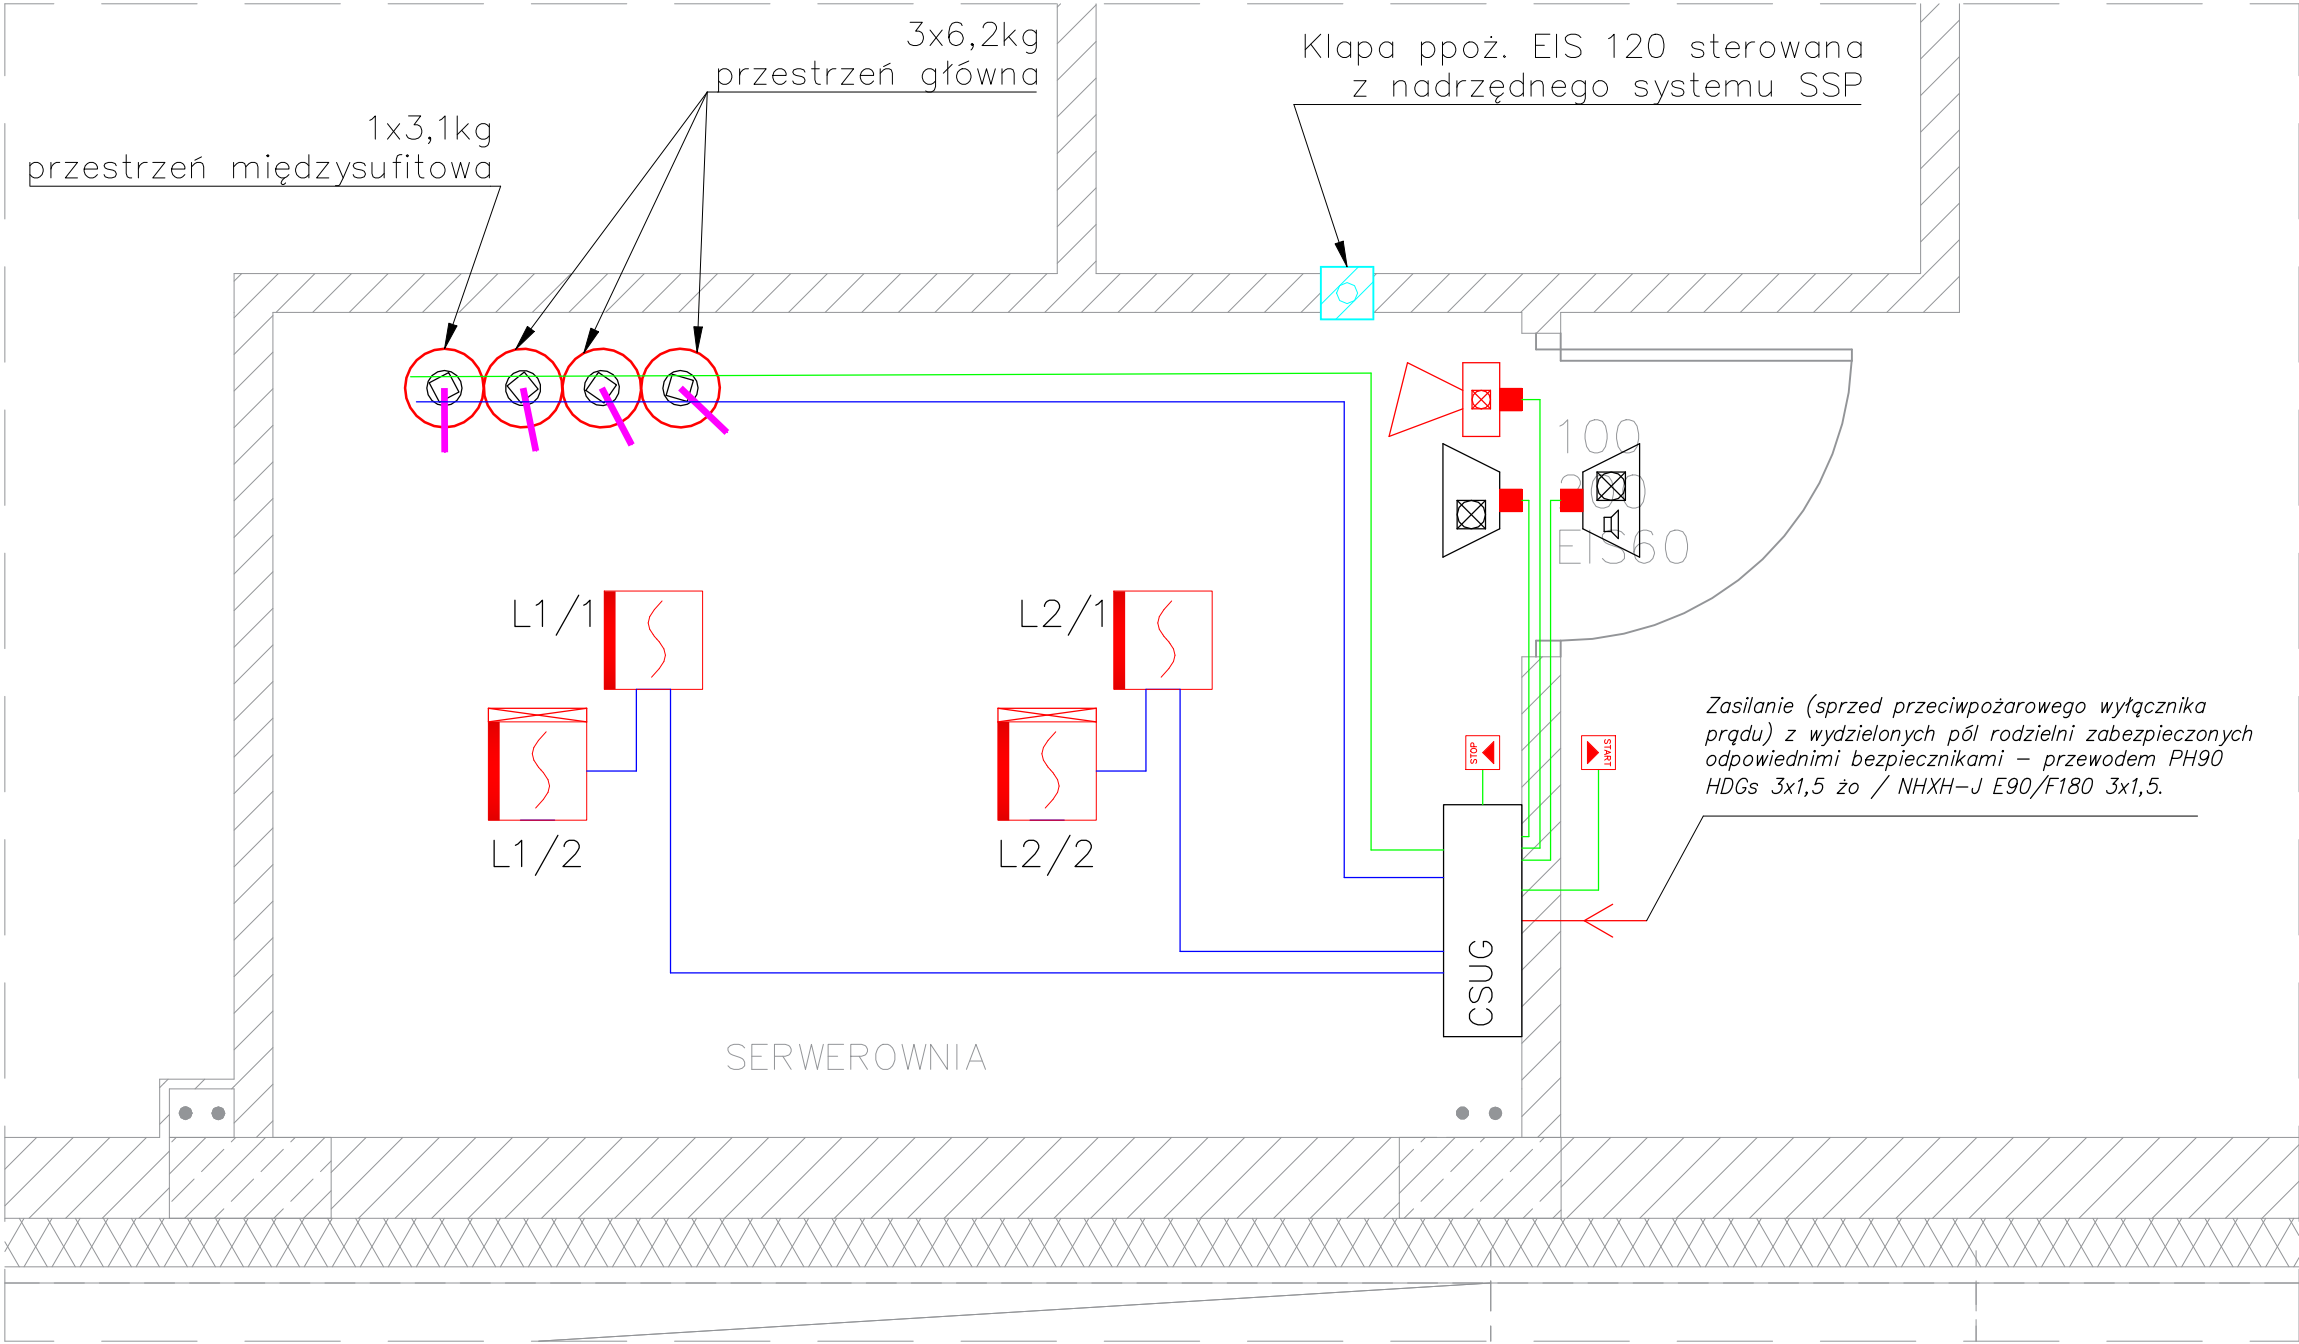 3x6,2kg
przestrzeń główna
Klapa ppoż. EIS 120 sterowana
z nadrzędnego systemu SSP
1x3,1kg
przestrzeń międzysufitowa
100
200
EIS60
L1/1
L2/1
L1/2
L2/2
STOP
START
Zasilanie (sprzed przeciwpożarowego wyłącznika
prądu) z wydzielonych pól rodzielni zabezpieczonych
odpowiednimi bezpiecznikami – przewodem PH90
HDGs 3x1,5 żo / NHXH–J E90/F180 3x1,5.
CSUG
SERWEROWNIA